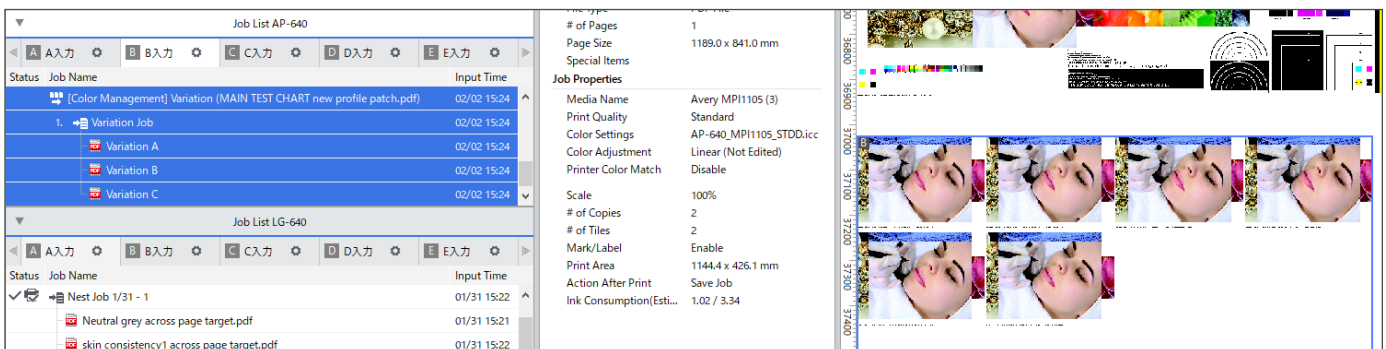 Job List AP-640
A A入力 B B入力 C C入力 D D入力 E E入力
Status Job Name Input Time
[Color Management] Variation (MAIN TEST CHART new profile patch.pdf) 02/02 15:24
1. Variation Job 02/02 15:24
Variation A 02/02 15:24
Variation B 02/02 15:24
Variation C 02/02 15:24
Job List LG-640
A A入力 B B入力 C C入力 D D入力 E E入力
Status Job Name Input Time
Nest Job 1/31 - 1 01/31 15:22
Neutral grey across page target.pdf 01/31 15:21
skin consistency1 across page target.pdf 01/31 15:22
# of Pages 1
Page Size 1189.0 x 841.0 mm
Special Items
Job Properties
Media Name Avery MPI1105 (3)
Print Quality Standard
Color Settings AP-640_MPI1105_STDD.icc
Color Adjustment Linear (Not Edited)
Printer Color Match Disable
Scale 100%
# of Copies 2
# of Tiles 2
Mark/Label Enable
Print Area 1144.4 x 426.1 mm
Action After Print Save Job
Ink Consumption(Esti... 1.02 / 3.34
36800
36900
37000
37100
37200
37300
37400
B